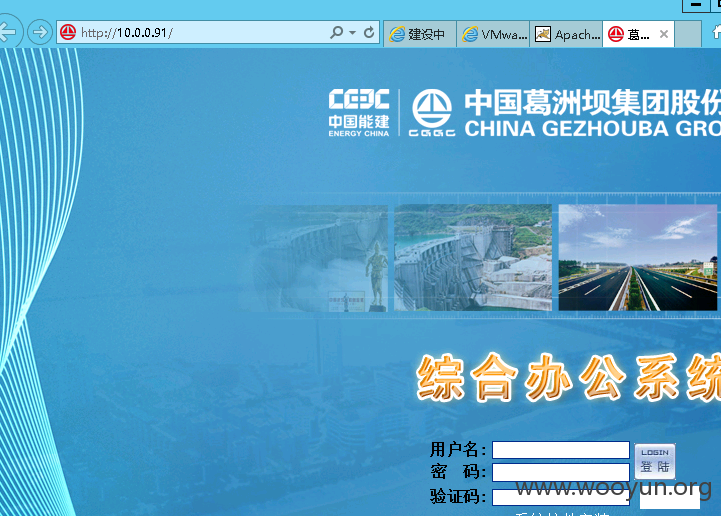 http://10.0.0.91/
建设中
VMwa...
Apach...
葛...
CEEC
中国能建
ENERGY CHINA
CGGC
中国葛洲坝集团股份
CHINA GEZHOUBA GRO
综合办公系统
用户名：
LOGIN
登 陆
密 码：
验证码：
www.wooyun.org